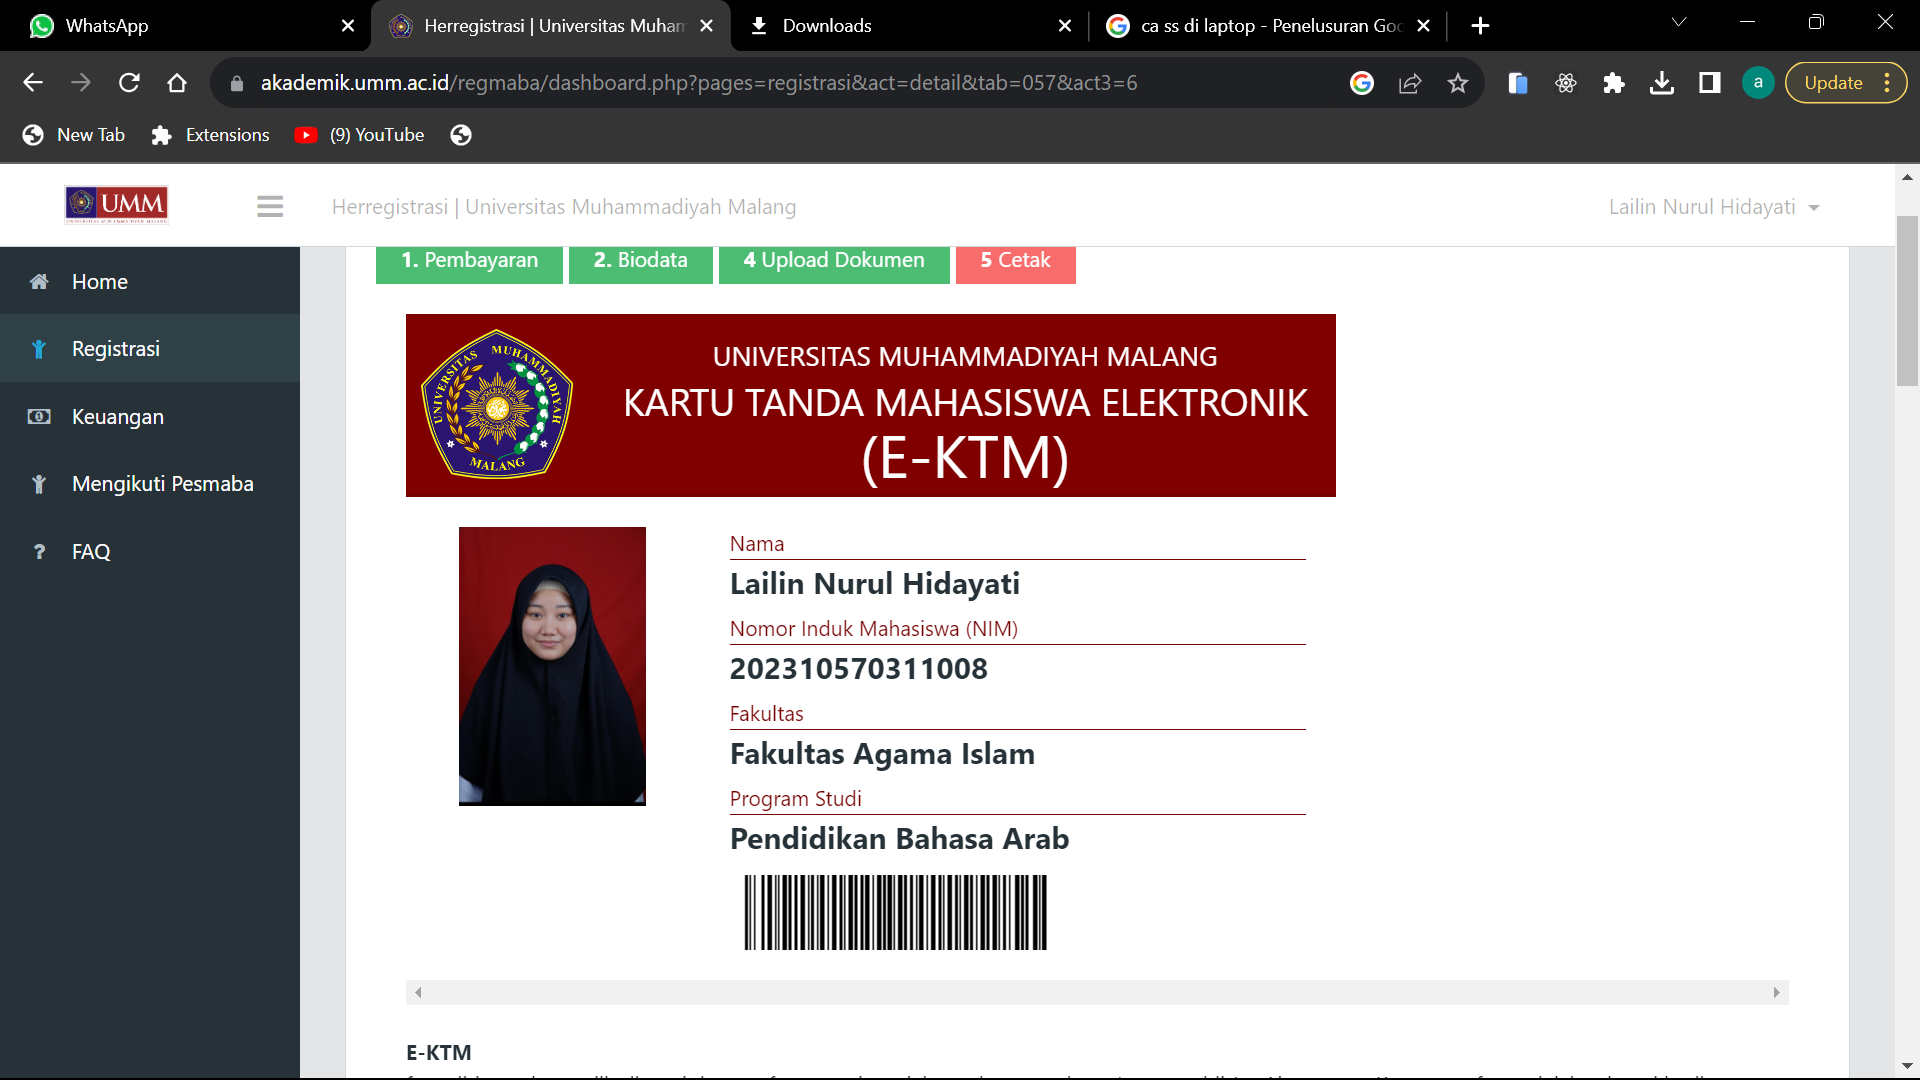 WhatsApp
Herregistrasi | Universitas Muham
Downloads
ca ss di laptop - Penelusuran Goo
akademik.umm.ac.id/regmaba/dashboard.php?pages=registrasi&act=detail&tab=057&act3=6
a
Update
New Tab
Extensions
(9) YouTube
UMM
Herregistrasi | Universitas Muhammadiyah Malang
Lailin Nurul Hidayati
Home
Registrasi
Keuangan
Mengikuti Pesmaba
FAQ
1. Pembayaran
2. Biodata
4 Upload Dokumen
5 Cetak
UNIVERSITAS MUHAMMADIYAH
MALANG
UNIVERSITAS MUHAMMADIYAH MALANG
KARTU TANDA MAHASISWA ELEKTRONIK
(E-KTM)
Nama
Lailin Nurul Hidayati
Nomor Induk Mahasiswa (NIM)
202310570311008
Fakultas
Fakultas Agama Islam
Program Studi
Pendidikan Bahasa Arab
E-KTM